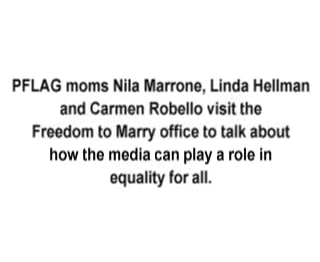 PFLAG moms Nila Marrone, Linda Hellman
and Carmen Robello visit the
Freedom to Marry office to talk about
how the media can play a role in
equality for all.